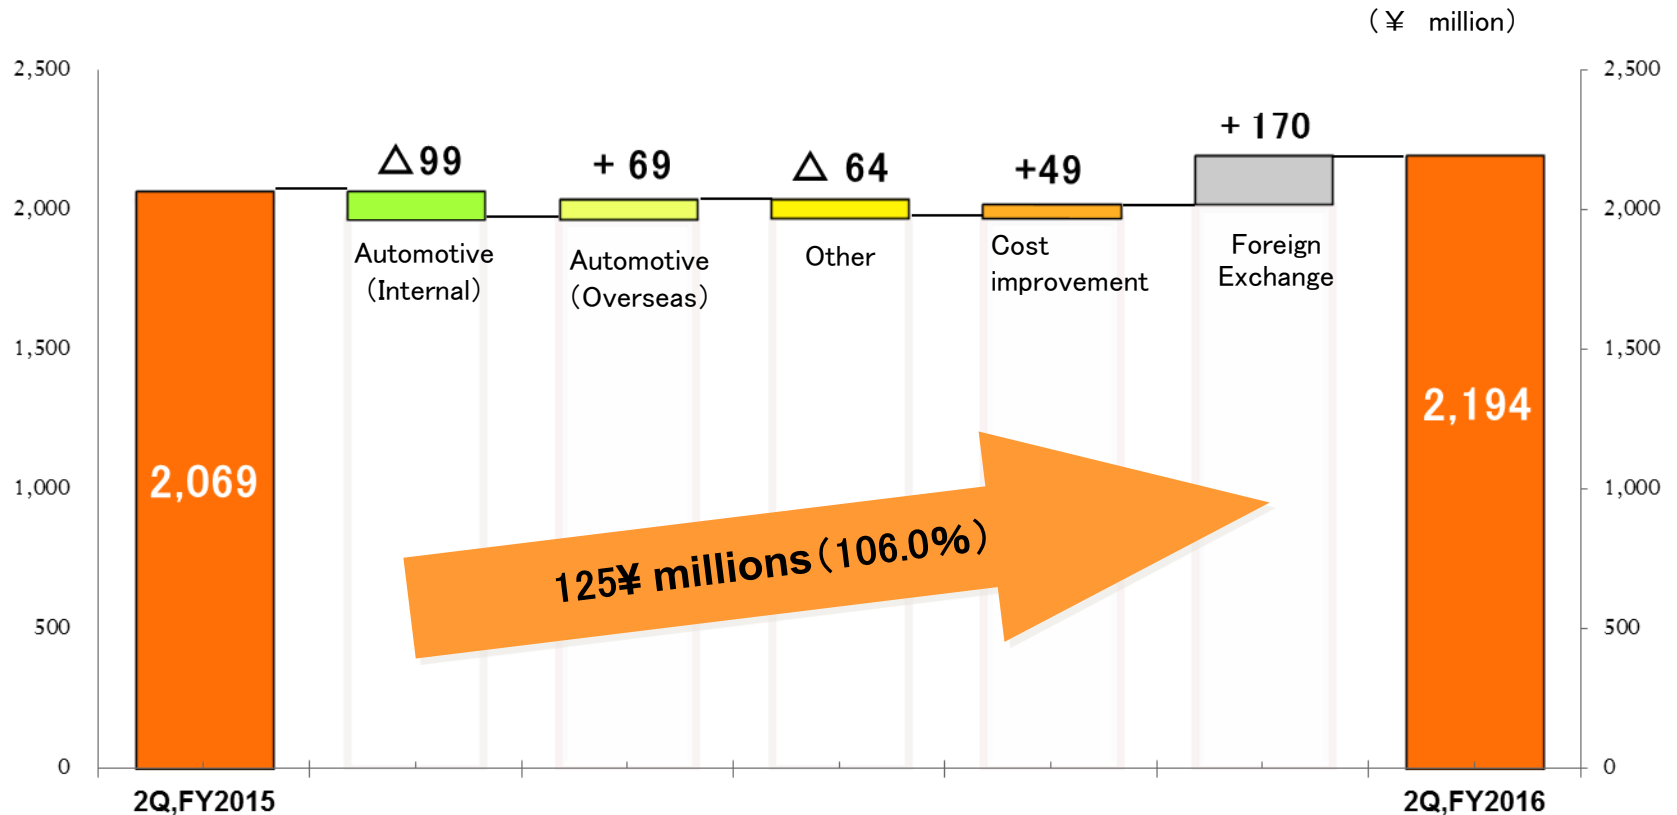 （￥ million）
2,500
2,000
1,500
1,000
500
0
2,500
2,000
1,500
1,000
500
0
△99
+ 69
△ 64
+49
+ 170
Automotive
（Internal）
Automotive
（Overseas）
Other
Cost
improvement
Foreign
Exchange
2,069
2,194
125¥ millions（106.0%）
2Q,FY2015
2Q,FY2016